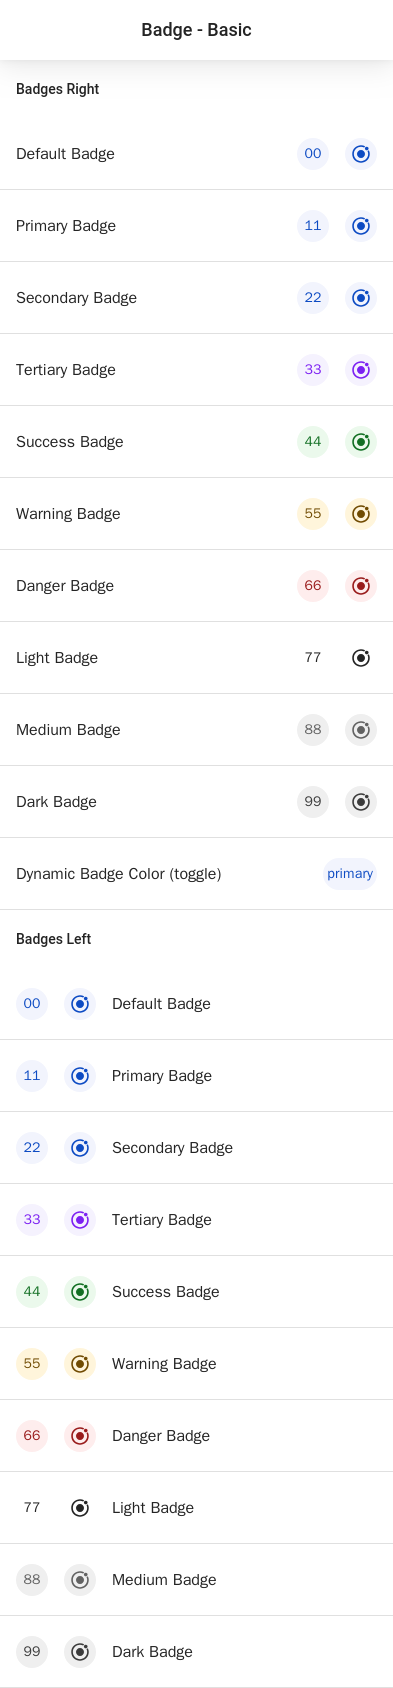 Badge - Basic
Badges Right
Default Badge 00
Primary Badge 11
Secondary Badge 22
Tertiary Badge 33
Success Badge 44
Warning Badge 55
Danger Badge 66
Light Badge 77
Medium Badge 88
Dark Badge 99
Dynamic Badge Color (toggle) primary
Badges Left
00 Default Badge
11 Primary Badge
22 Secondary Badge
33 Tertiary Badge
44 Success Badge
55 Warning Badge
66 Danger Badge
77 Light Badge
88 Medium Badge
99 Dark Badge